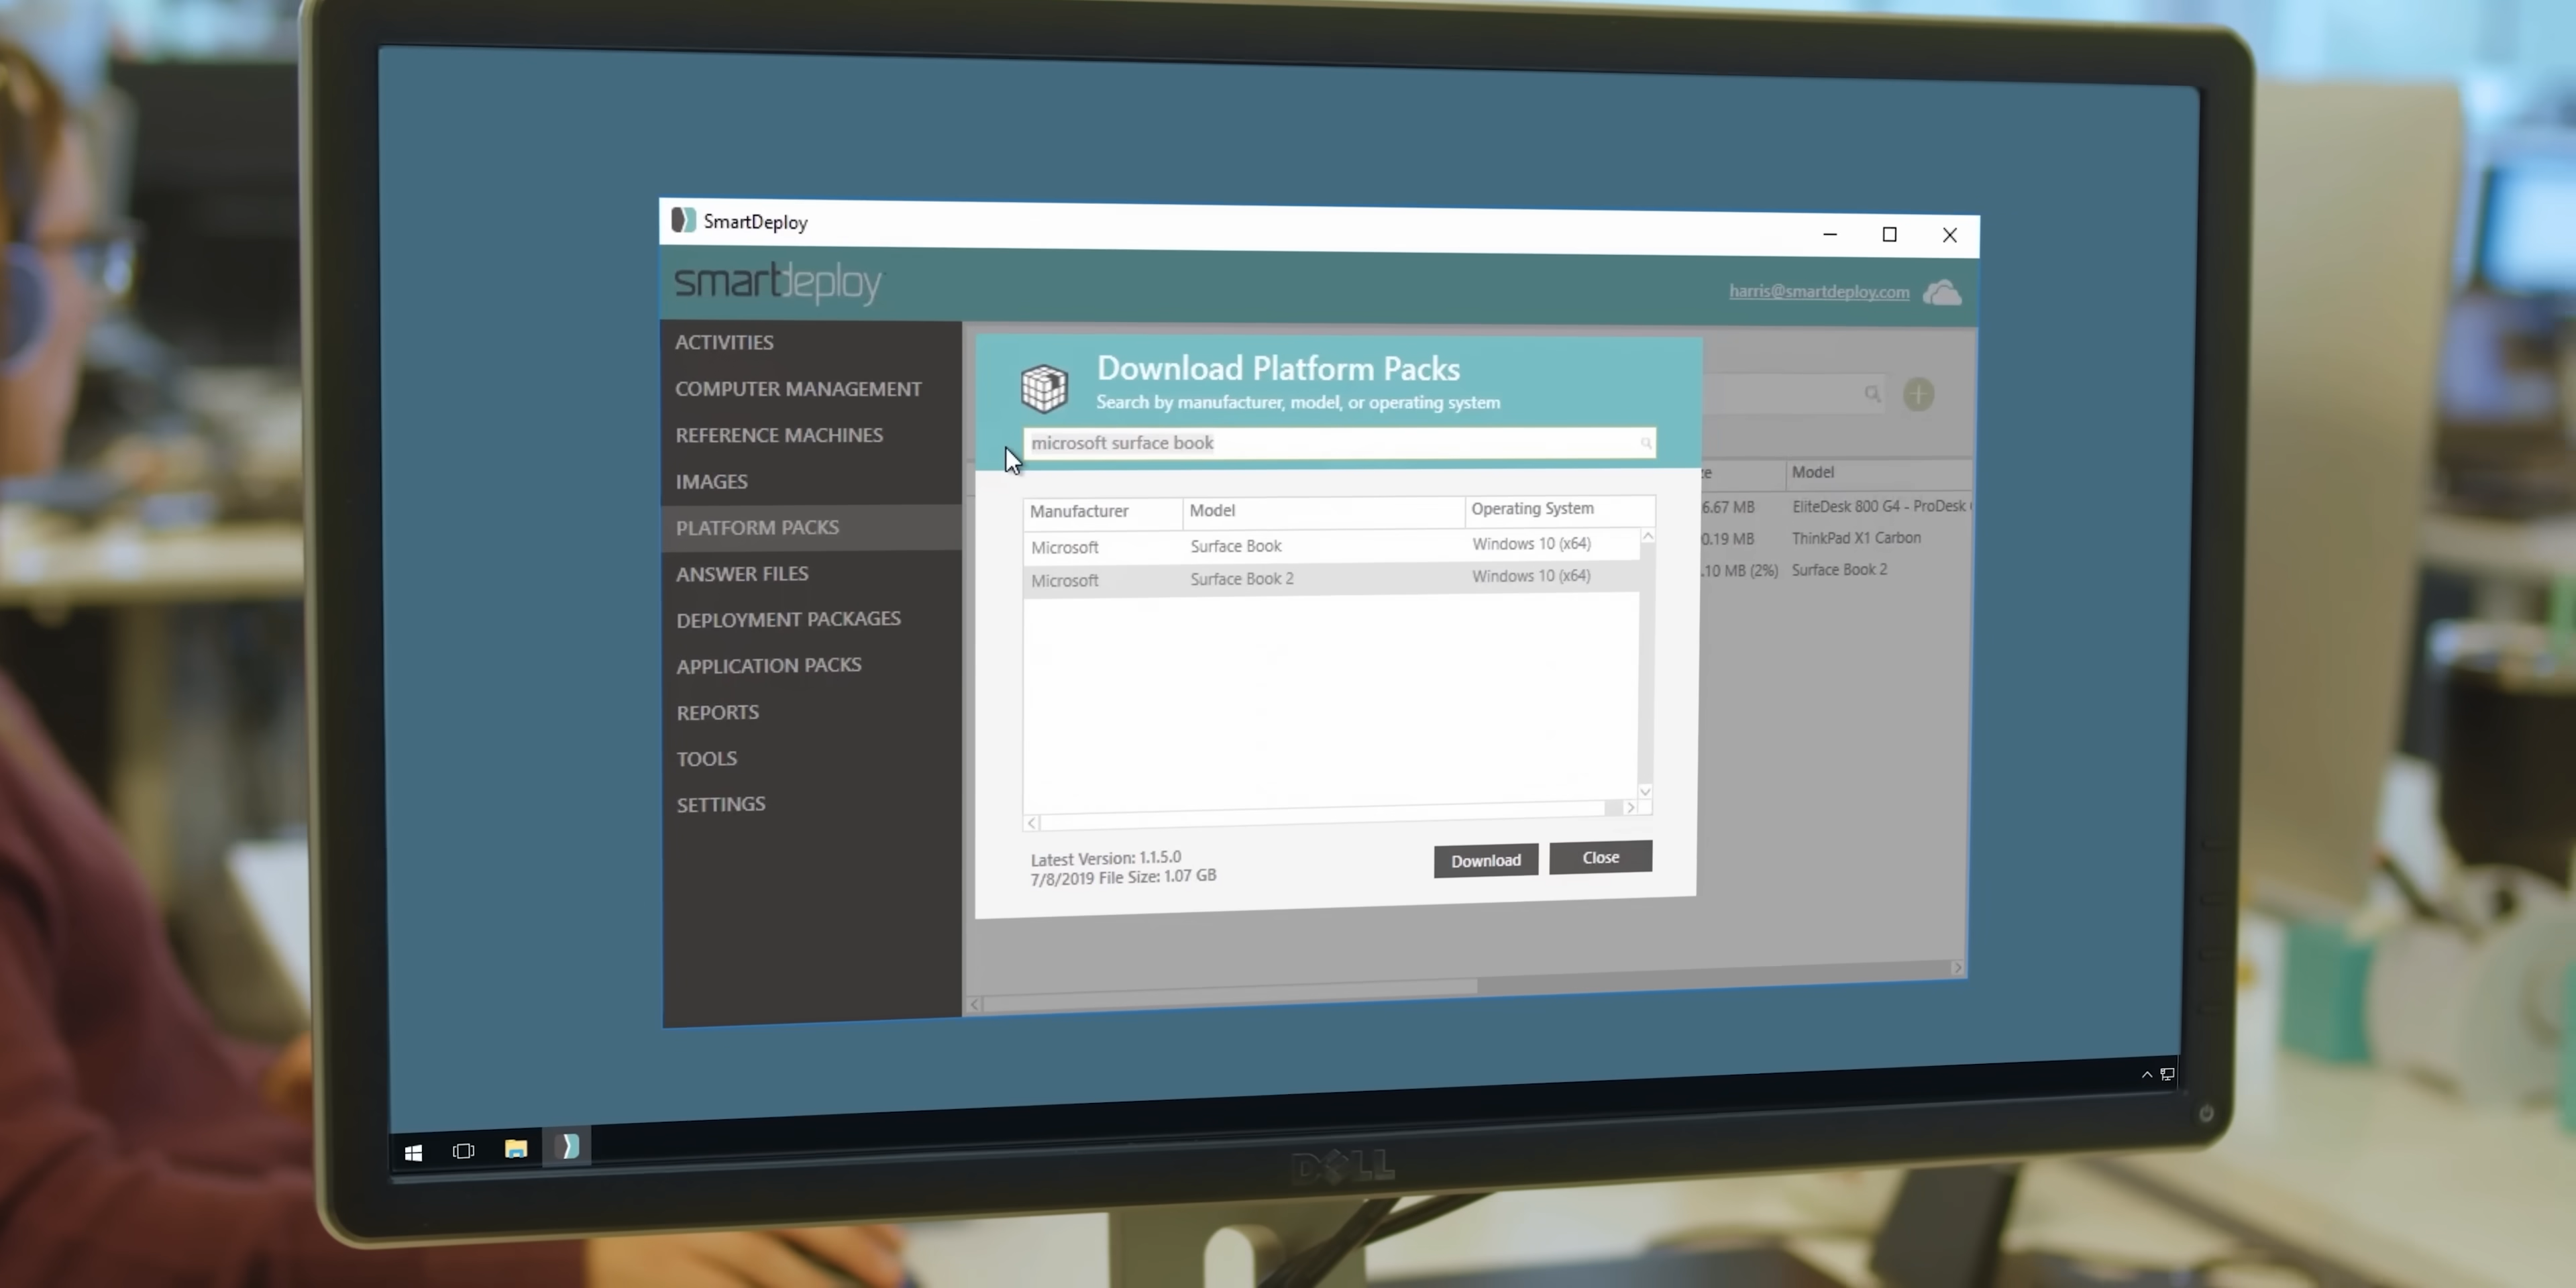 SmartDeploy
smartdeploy
harris@smartdeploy.com
ACTIVITIES
COMPUTER MANAGEMENT
REFERENCE MACHINES
IMAGES
PLATFORM PACKS
ANSWER FILES
DEPLOYMENT PACKAGES
APPLICATION PACKS
REPORTS
TOOLS
SETTINGS
Download Platform Packs
Search by manufacturer, model, or operating system
microsoft surface book
Manufacturer Model Operating System
Microsoft Surface Book Windows 10 (x64)
Microsoft Surface Book 2 Windows 10 (x64)
Latest Version: 1.1.5.0
7/8/2019 File Size: 1.07 GB
Download Close
Model
6.67 MB EliteDesk 800 G4 - ProDesk
0.19 MB ThinkPad X1 Carbon
.10 MB (2%) Surface Book 2
DELL